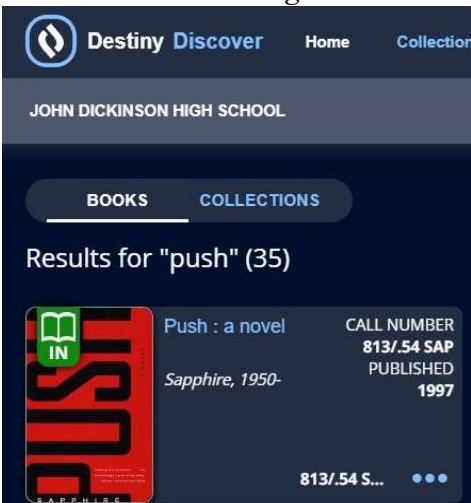 Destiny Discover Home Collection
JOHN DICKINSON HIGH SCHOOL
BOOKS COLLECTIONS
Results for "push" (35)
IN
PUSH
SAPPHIRE
Push : a novel
Sapphire, 1950-
CALL NUMBER
813/.54 SAP
PUBLISHED
1997
813/.54 S...